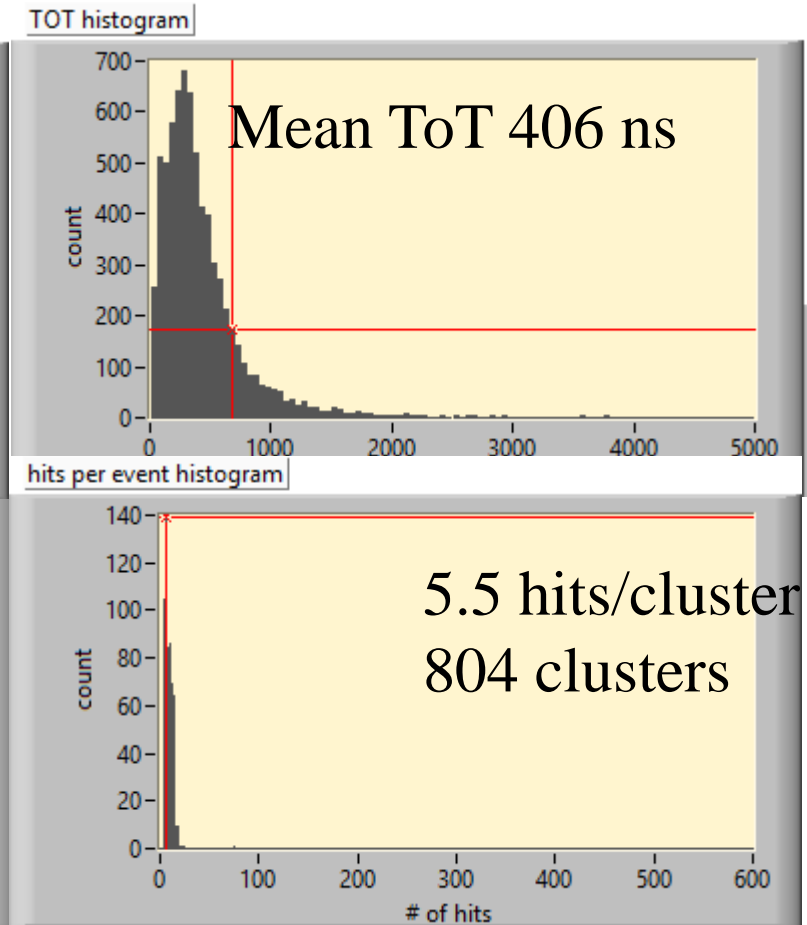 TOT histogram
700
600
500
400
300
200
100
0
count
Mean ToT 406 ns
0 1000 2000 3000 4000 5000
hits per event histogram
140
120
100
80
60
40
20
0
count
5.5 hits/cluster
804 clusters
0 100 200 300 400 500 600
# of hits